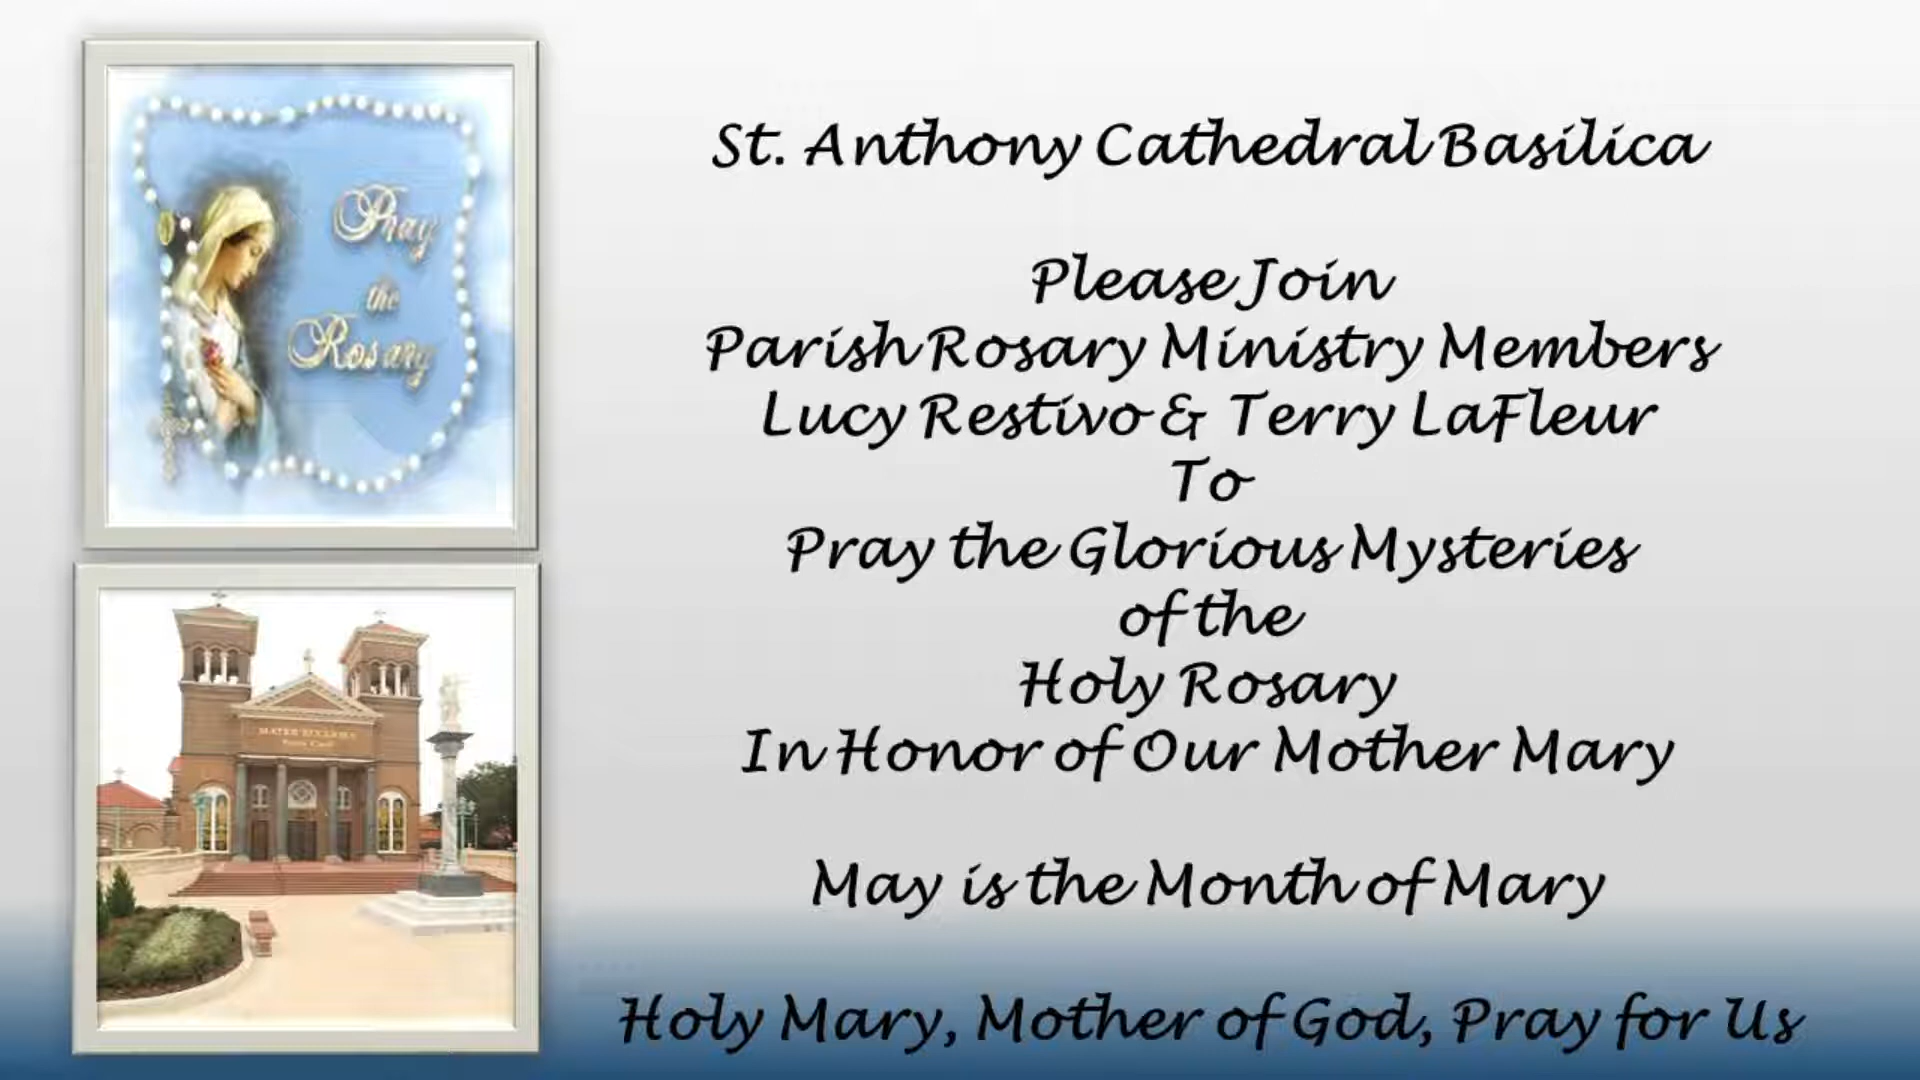 Pray
the
Rosary
MATER ECCLESIAE
St. Anthony Cathedral Basilica
Please Join
Parish Rosary Ministry Members
Lucy Restivo & Terry LaFleur
To
Pray the Glorious Mysteries
of the
Holy Rosary
In Honor of Our Mother Mary
May is the Month of Mary
Holy Mary, Mother of God, Pray for Us